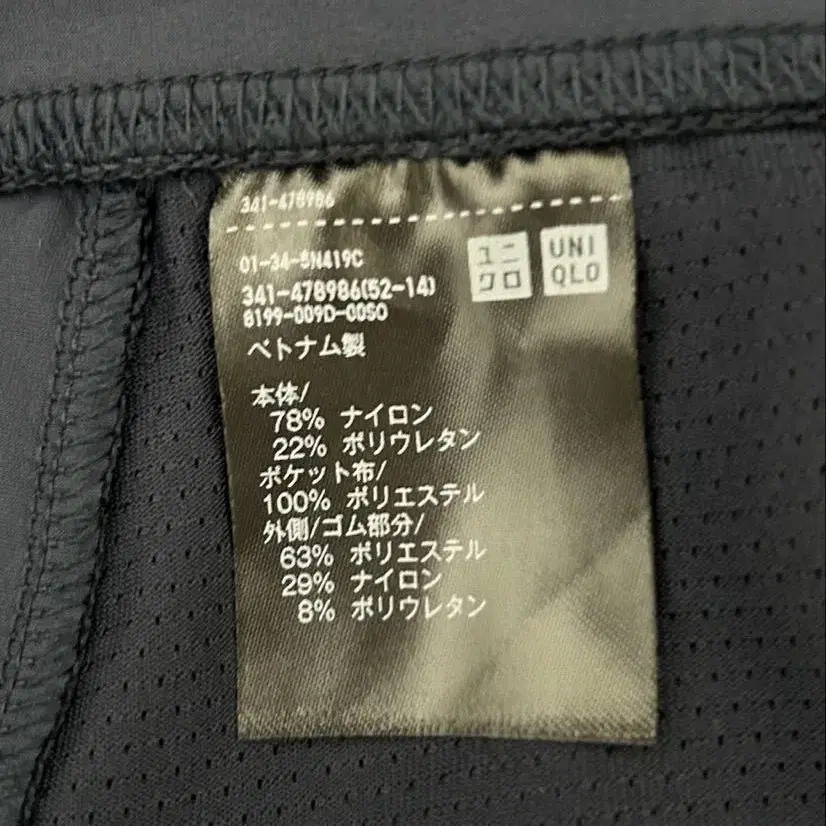 341-478986
01-34-5N419C
341-478986(52-14)
8199-009D-00SO
ユニ
クロ
UNI
QLO
ベトナム製
本体/
78% ナイロン
22% ポリウレタン
ポケット布/
100% ポリエステル
外側/ゴム部分/
63% ポリエステル
29% ナイロン
8% ポリウレタン